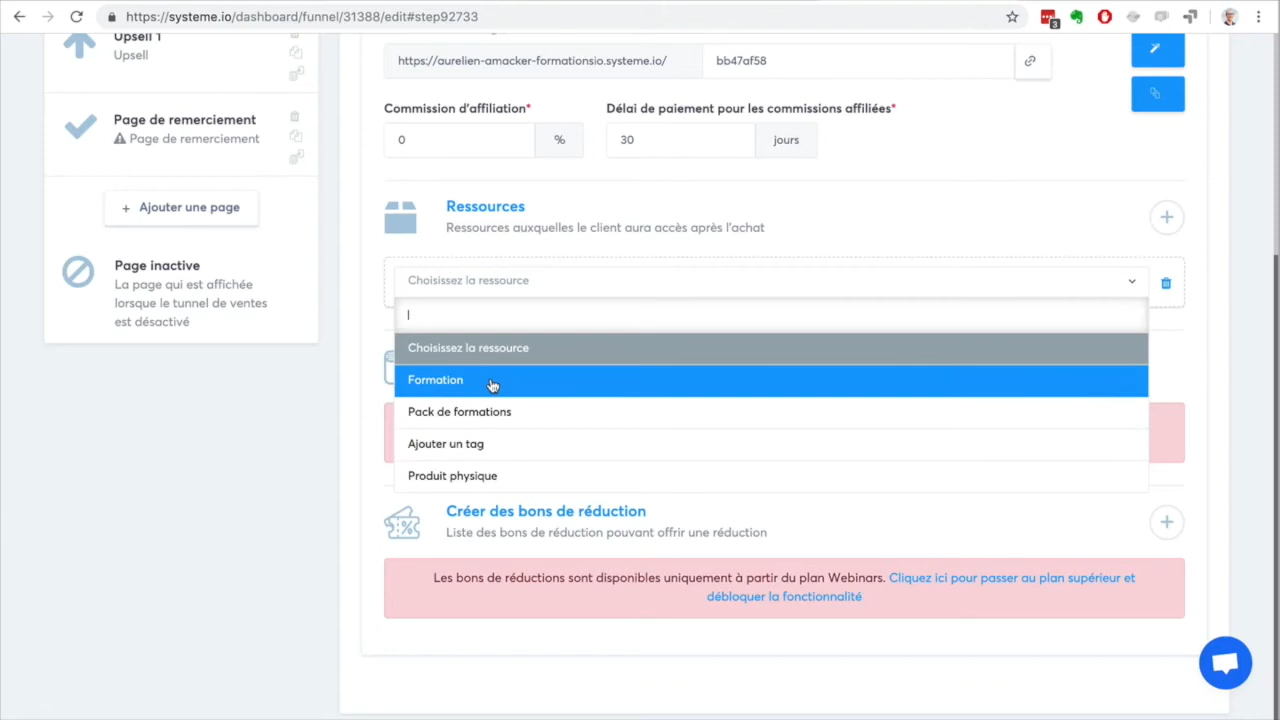 https://systeme.io/dashboard/funnel/31388/edit#step92733
3
Upsell 1
Upsell
Page de remerciement
Page de remerciement
+ Ajouter une page
Page inactive
La page qui est affichée
lorsque le tunnel de ventes
est désactivé
https://aurelien-amacker-formationsio.systeme.io/ bb47af58
Commission d'affiliation* Délai de paiement pour les commissions affiliées*
0 % 30 jours
Ressources
Ressources auxquelles le client aura accès après l'achat
Choisissez la ressource
Choisissez la ressource
Formation
Pack de formations
Ajouter un tag
Produit physique
Créer des bons de réduction
Liste des bons de réduction pouvant offrir une réduction
Les bons de réductions sont disponibles uniquement à partir du plan Webinars. Cliquez ici pour passer au plan supérieur et
débloquer la fonctionnalité